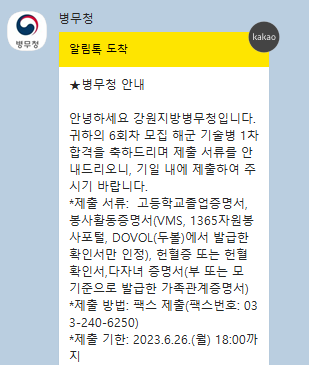 병무청
병무청
알림톡 도착
kakao
★병무청 안내
안녕하세요 강원지방병무청입니다.
귀하의 6회차 모집 해군 기술병 1차
합격을 축하드리며 제출 서류를 안
내드리오니, 기일 내에 제출하여 주
시기 바랍니다.
*제출 서류:  고등학교졸업증명서,
봉사활동증명서(VMS, 1365자원봉
사포털, DOVOL(두볼)에서 발급한
확인서만 인정), 헌혈증 또는 헌혈
확인서,다자녀 증명서(부 또는 모
기준으로 발급한 가족관계증명서)
*제출 방법: 팩스 제출(팩스번호: 03
3-240-6250)
*제출 기한: 2023.6.26.(월) 18:00까
지